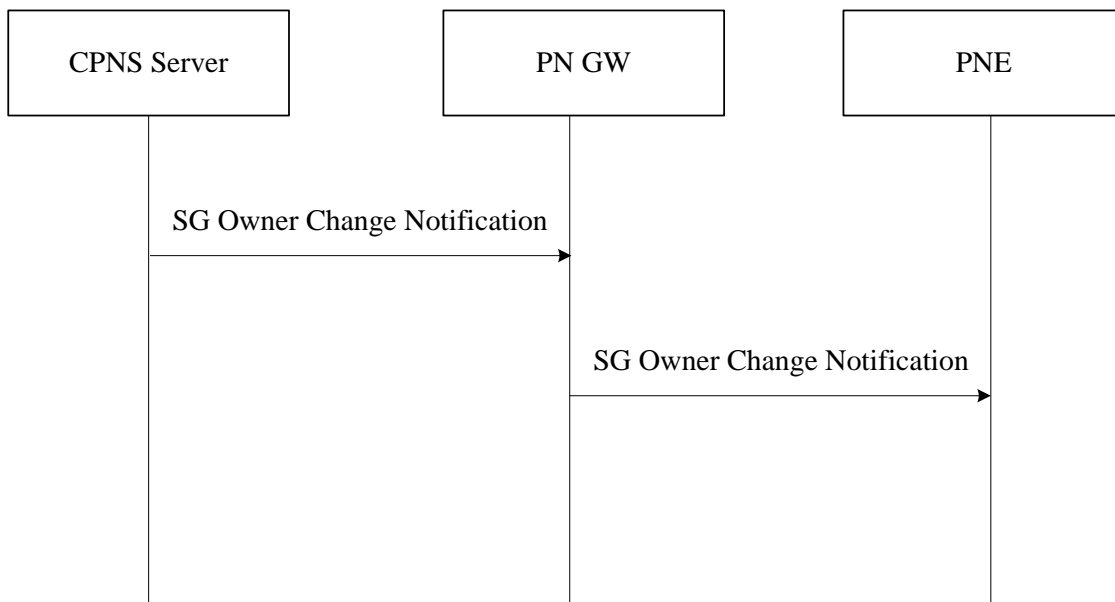 CPNS Server
PN GW
PNE
SG Owner Change Notification
SG Owner Change Notification